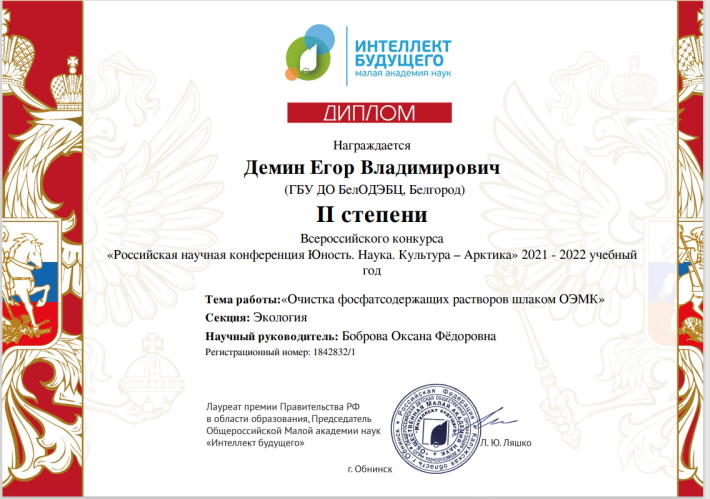 ИНТЕЛЛЕКТ
БУДУЩЕГО
малая академия наук
ДИПЛОМ
Награждается
Демин Егор Владимирович
(ГБУ ДО БелОДЭБЦ, Белгород)
II степени
Всероссийского конкурса
«Российская научная конференция Юность. Наука. Культура – Арктика» 2021 - 2022 учебный
год
Тема работы:«Очистка фосфатсодержащих растворов шлаком ОЭМК»
Секция: Экология
Научный руководитель: Боброва Оксана Фёдоровна
Регистрационный номер: 1842832/1
Лауреат премии Правительства РФ
в области образования, Председатель
Общероссийской Малой академии наук
«Интеллект будущего»
Л. Ю. Ляшко
г. Обнинск